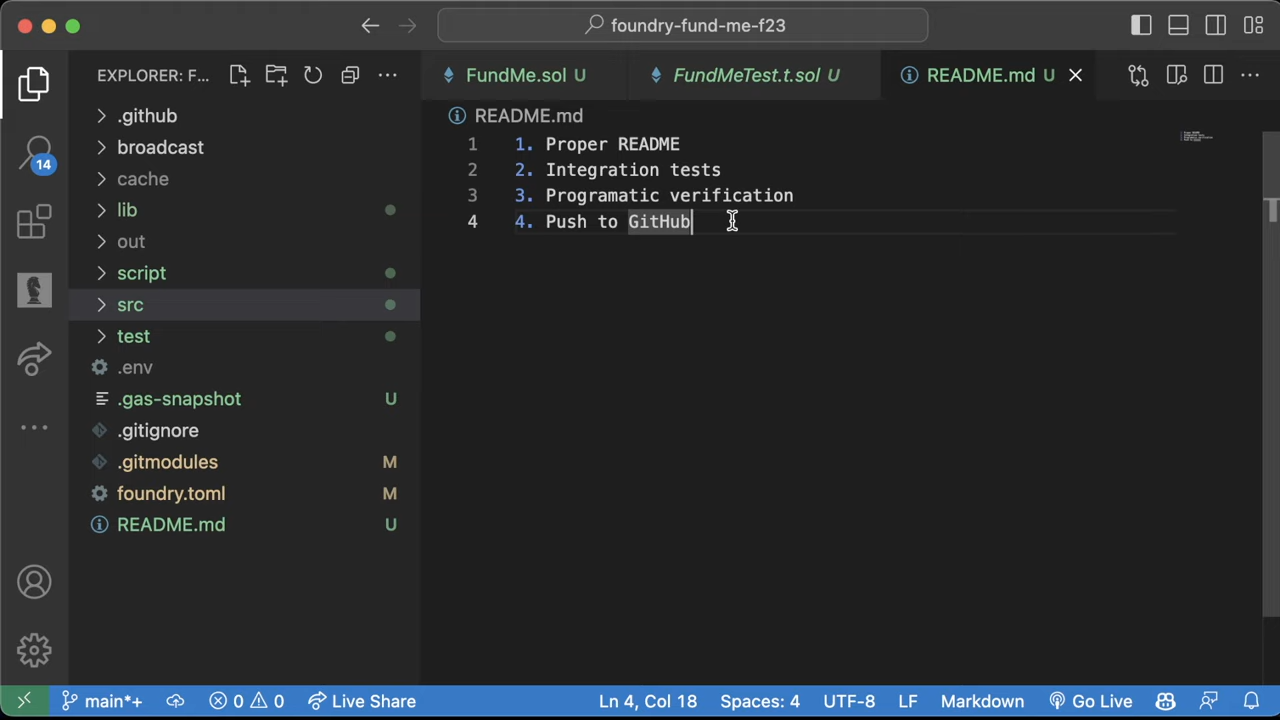 foundry-fund-me-f23
EXPLORER: F...
FundMe.sol U
FundMeTest.t.sol U
README.md U
.github
broadcast
14
cache
lib
out
script
src
test
.env
.gas-snapshot U
.gitignore
.gitmodules M
foundry.toml M
README.md U
README.md
1 1. Proper README
2 2. Integration tests
3 3. Programatic verification
4 4. Push to GitHub
main*+
0
0
Live Share
Ln 4, Col 18
Spaces: 4
UTF-8
LF
Markdown
Go Live